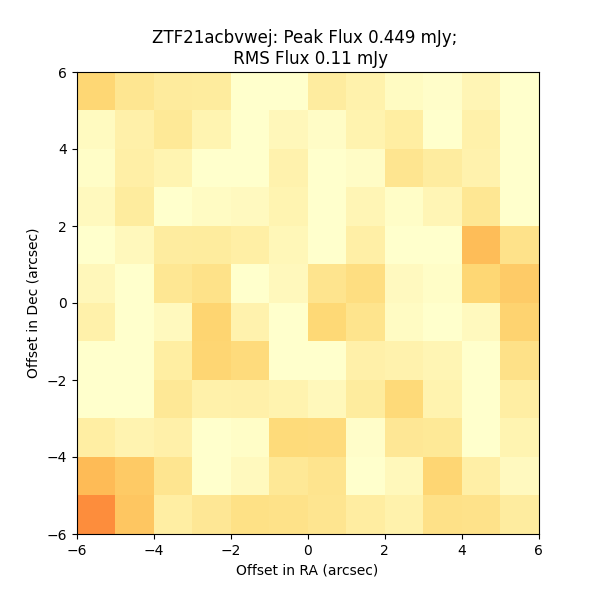 ZTF21acbvwej: Peak Flux 0.449 mJy;
RMS Flux 0.11 mJy
6
4
2
0
−2
−4
−6
Offset in Dec (arcsec)
−6 −4 −2 0 2 4 6
Offset in RA (arcsec)